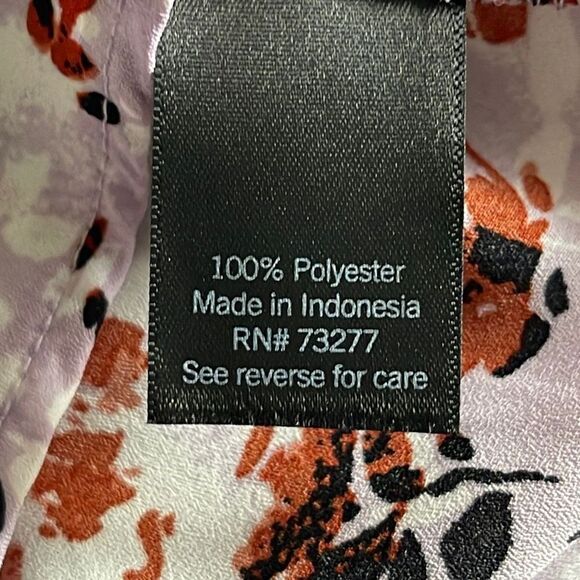 100% Polyester
Made in Indonesia
RN# 73277
See reverse for care